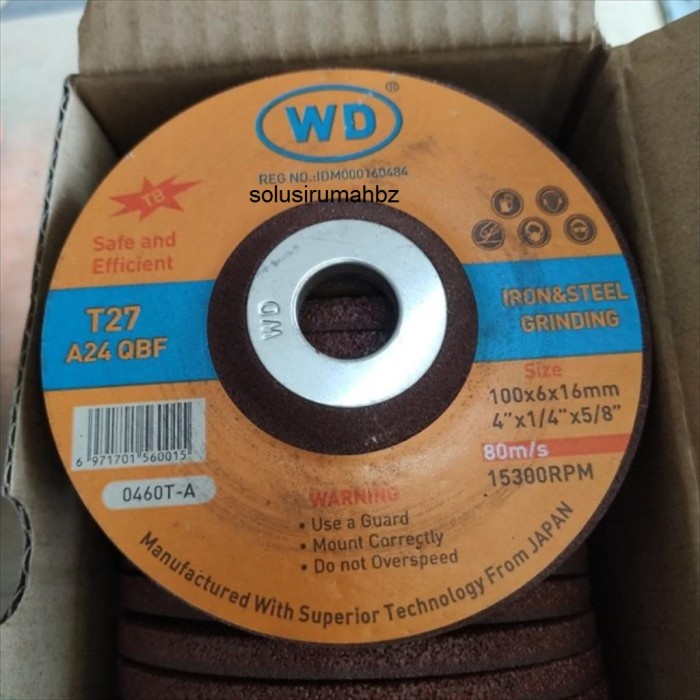 WD®
REG NO.:IDM000160484
solusirumahbz
TB
Safe and
Efficient
T27
A24 QBF
WD
IRON&STEEL
GRINDING
Size
100x6x16mm
4"x1/4"x5/8"
80m/s
15300RPM
6 971701 560015
0460T-A
WARNING
• Use a Guard
• Mount Correctly
• Do not Overspeed
Manufactured With Superior Technology From JAPAN